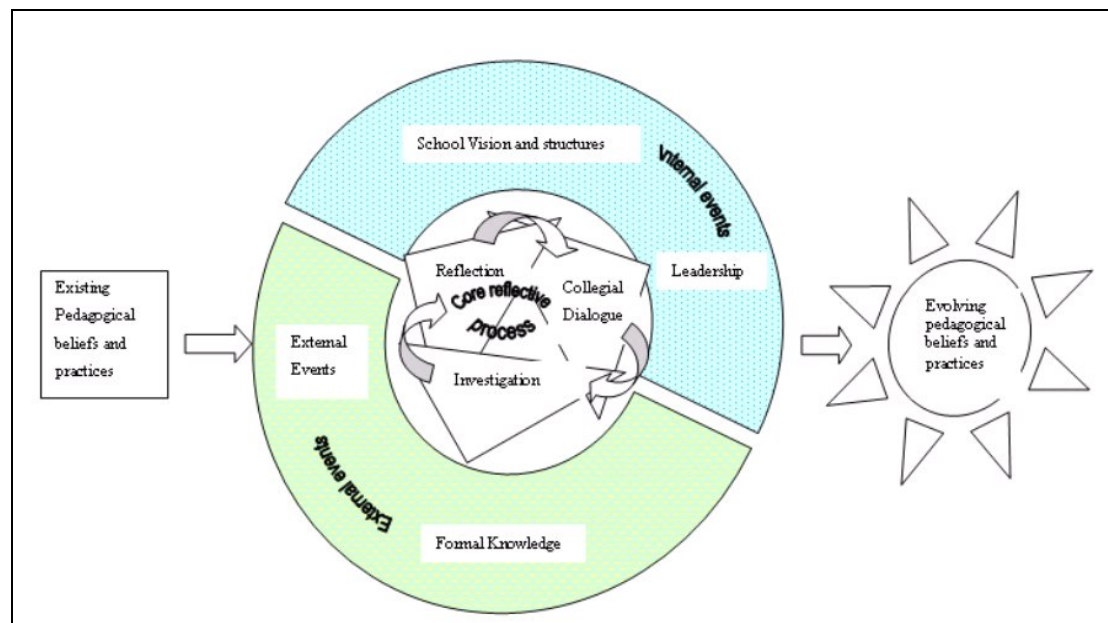 School Vision and structures
Internal events
Leadership
Existing
Pedagogical
beliefs and
practices
External
Events
Reflection
Collegial
Dialogue
Core reflective
process
Investigation
External events
Formal Knowledge
Evolving
pedagogical
beliefs and
practices